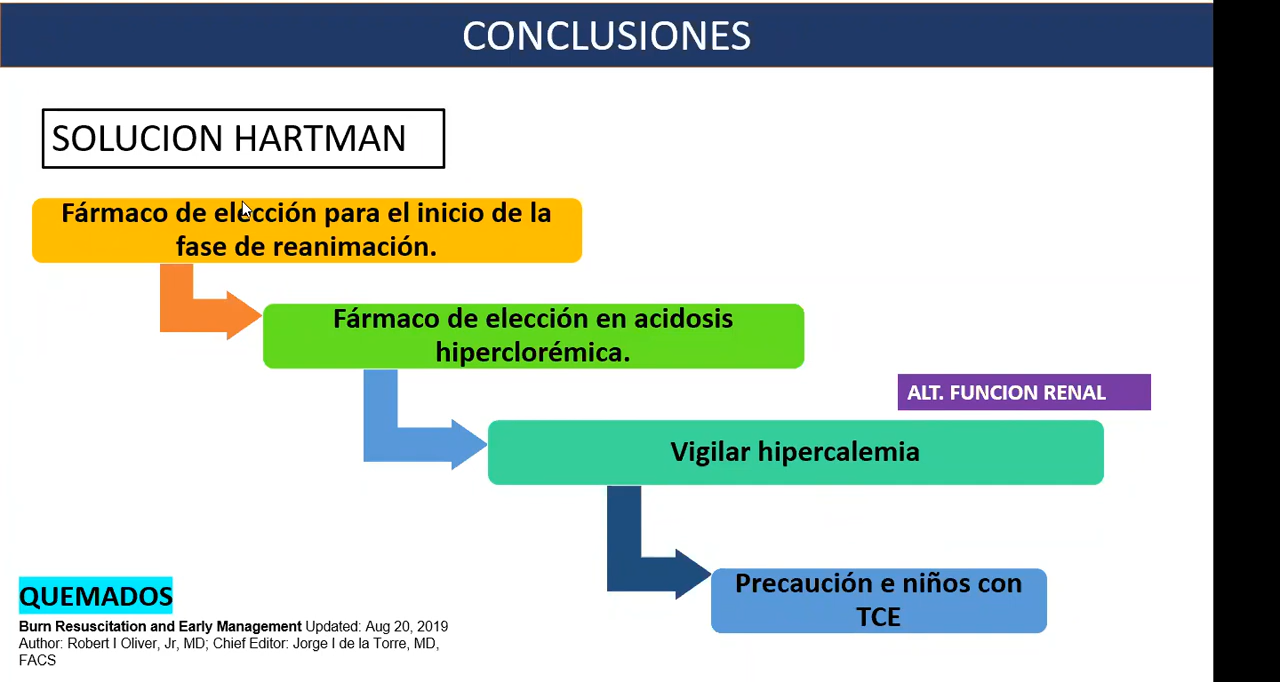 CONCLUSIONES
SOLUCION HARTMAN
Fármaco de elección para el inicio de la
fase de reanimación.
Fármaco de elección en acidosis
hiperclorémica.
ALT. FUNCION RENAL
Vigilar hipercalemia
Precaución e niños con
TCE
QUEMADOS
Burn Resuscitation and Early Management Updated: Aug 20, 2019
Author: Robert I Oliver, Jr, MD; Chief Editor: Jorge I de la Torre, MD,
FACS